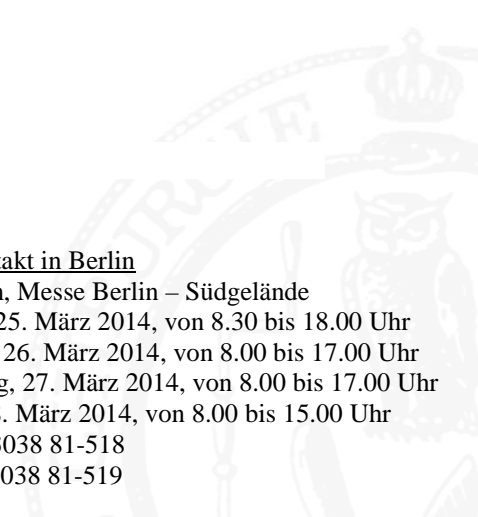 takt in Berlin
, Messe Berlin – Südgelände
25. März 2014, von 8.30 bis 18.00 Uhr
26. März 2014, von 8.00 bis 17.00 Uhr
g, 27. März 2014, von 8.00 bis 17.00 Uhr
. März 2014, von 8.00 bis 15.00 Uhr
038 81-518
038 81-519